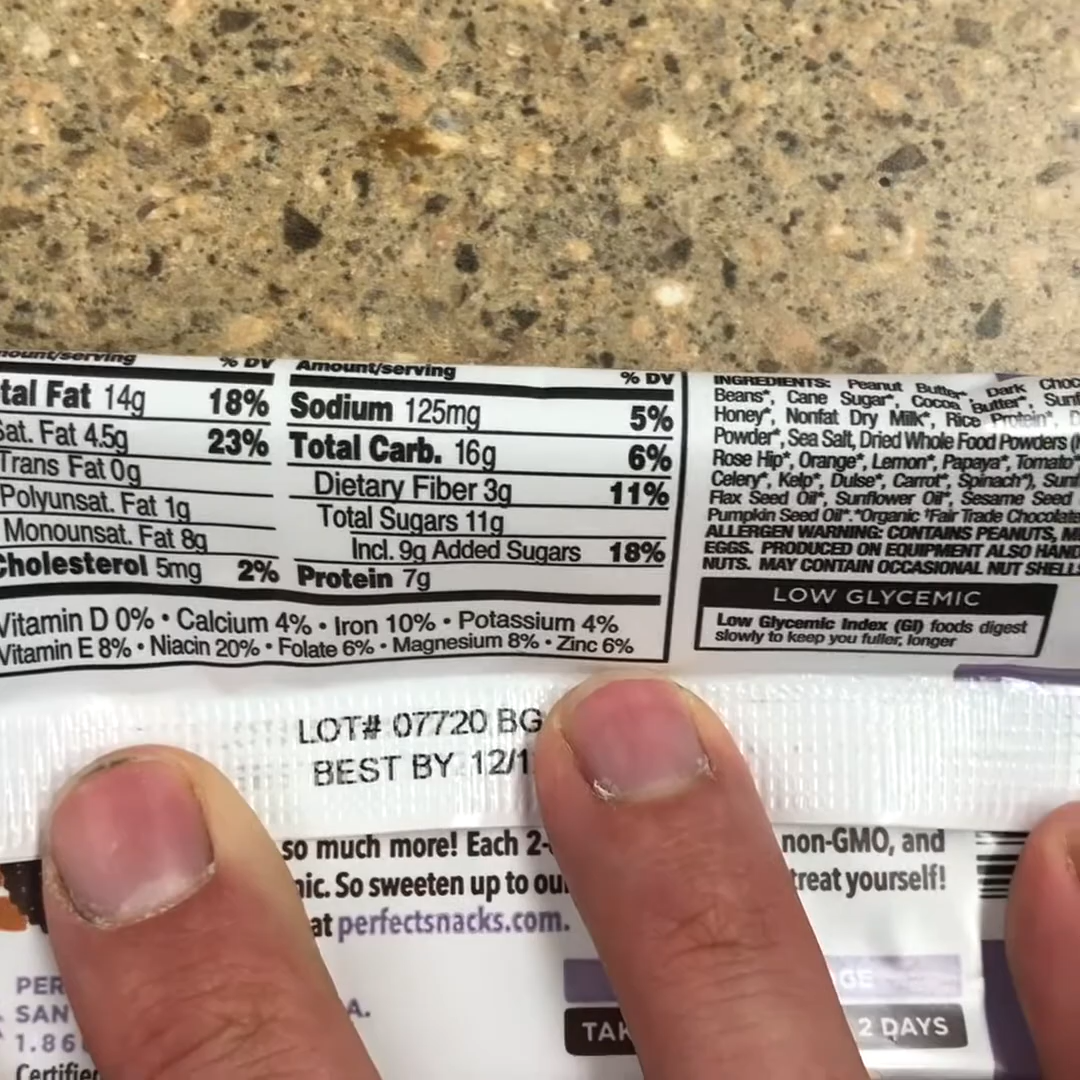 mount/serving % DV
tal Fat 14g 18%
Sat. Fat 4.5g 23%
Trans Fat 0g
Polyunsat. Fat 1g
Monounsat. Fat 8g
Cholesterol 5mg 2%
Amount/serving % DV
Sodium 125mg 5%
Total Carb. 16g 6%
Dietary Fiber 3g 11%
Total Sugars 11g
Incl. 9g Added Sugars 18%
Protein 7g
Vitamin D 0% • Calcium 4% • Iron 10% • Potassium 4%
Vitamin E 8% • Niacin 20% • Folate 6% • Magnesium 8% • Zinc 6%
INGREDIENTS: Peanut Butter*, Dark Choc
Beans*, Cane Sugar*, Cocoa Butter*, Sunf
Honey*, Nonfat Dry Milk*, Rice Protein*, D
Powder*, Sea Salt, Dried Whole Food Powders
Rose Hip*, Orange*, Lemon*, Papaya*, Tomato*
Celery*, Kelp*, Dulse*, Carrot*, Spinach*), Sunf
Flax Seed Oil*, Sunflower Oil*, Sesame Seed
Pumpkin Seed Oil*. *Organic ‡Fair Trade Chocolate
ALLERGEN WARNING: CONTAINS PEANUTS, M
EGGS. PRODUCED ON EQUIPMENT ALSO HAND
NUTS. MAY CONTAIN OCCASIONAL NUT SHELLS
LOW GLYCEMIC
Low Glycemic Index (GI) foods digest
slowly to keep you fuller, longer
LOT# 07720 BG
BEST BY 12/1
so much more! Each 2- non-GMO, and
nic. So sweeten up to ou treat yourself!
at perfectsnacks.com.
PER
SAN A.
1.86
Certifie
GE
TAK 2 DAYS